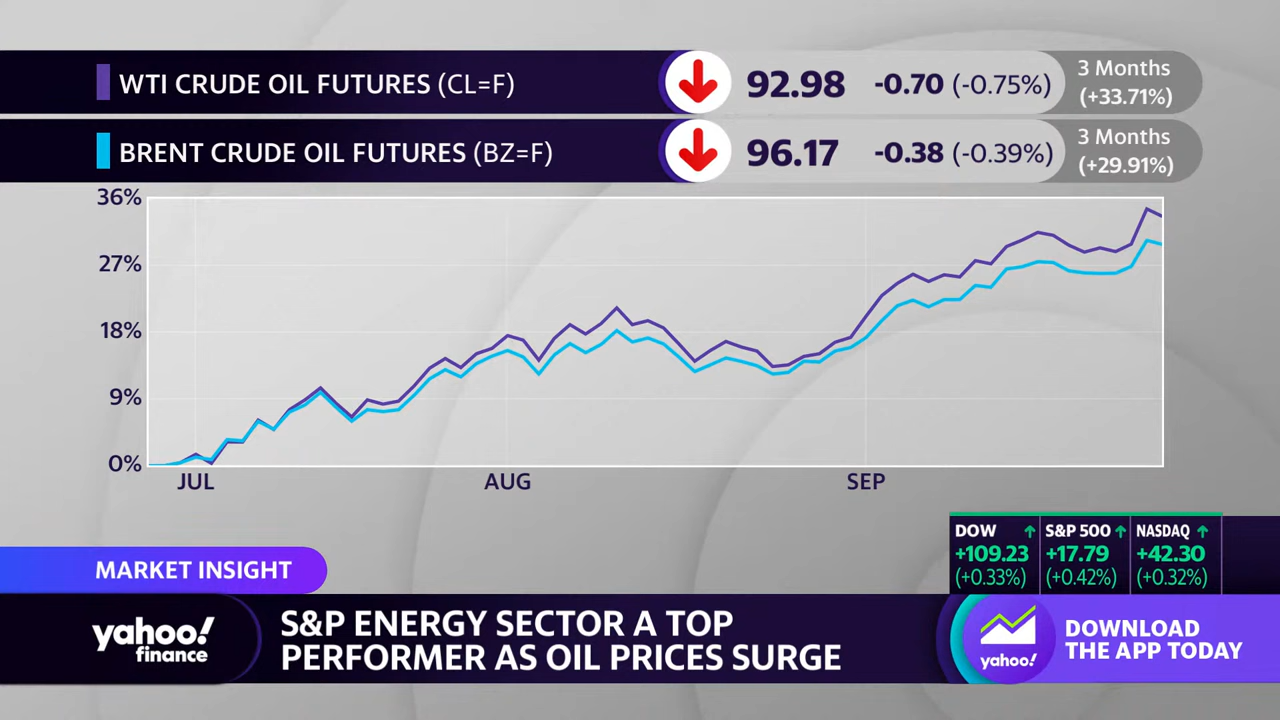 WTI CRUDE OIL FUTURES (CL=F) 92.98 -0.70 (-0.75%) 3 Months (+33.71%)
BRENT CRUDE OIL FUTURES (BZ=F) 96.17 -0.38 (-0.39%) 3 Months (+29.91%)
36%
27%
18%
9%
0%
JUL AUG SEP
DOW S&P 500 NASDAQ
+109.23 +17.79 +42.30
(+0.33%) (+0.42%) (+0.32%)
MARKET INSIGHT
yahoo!
finance
S&P ENERGY SECTOR A TOP
PERFORMER AS OIL PRICES SURGE
yahoo!
DOWNLOAD
THE APP TODAY